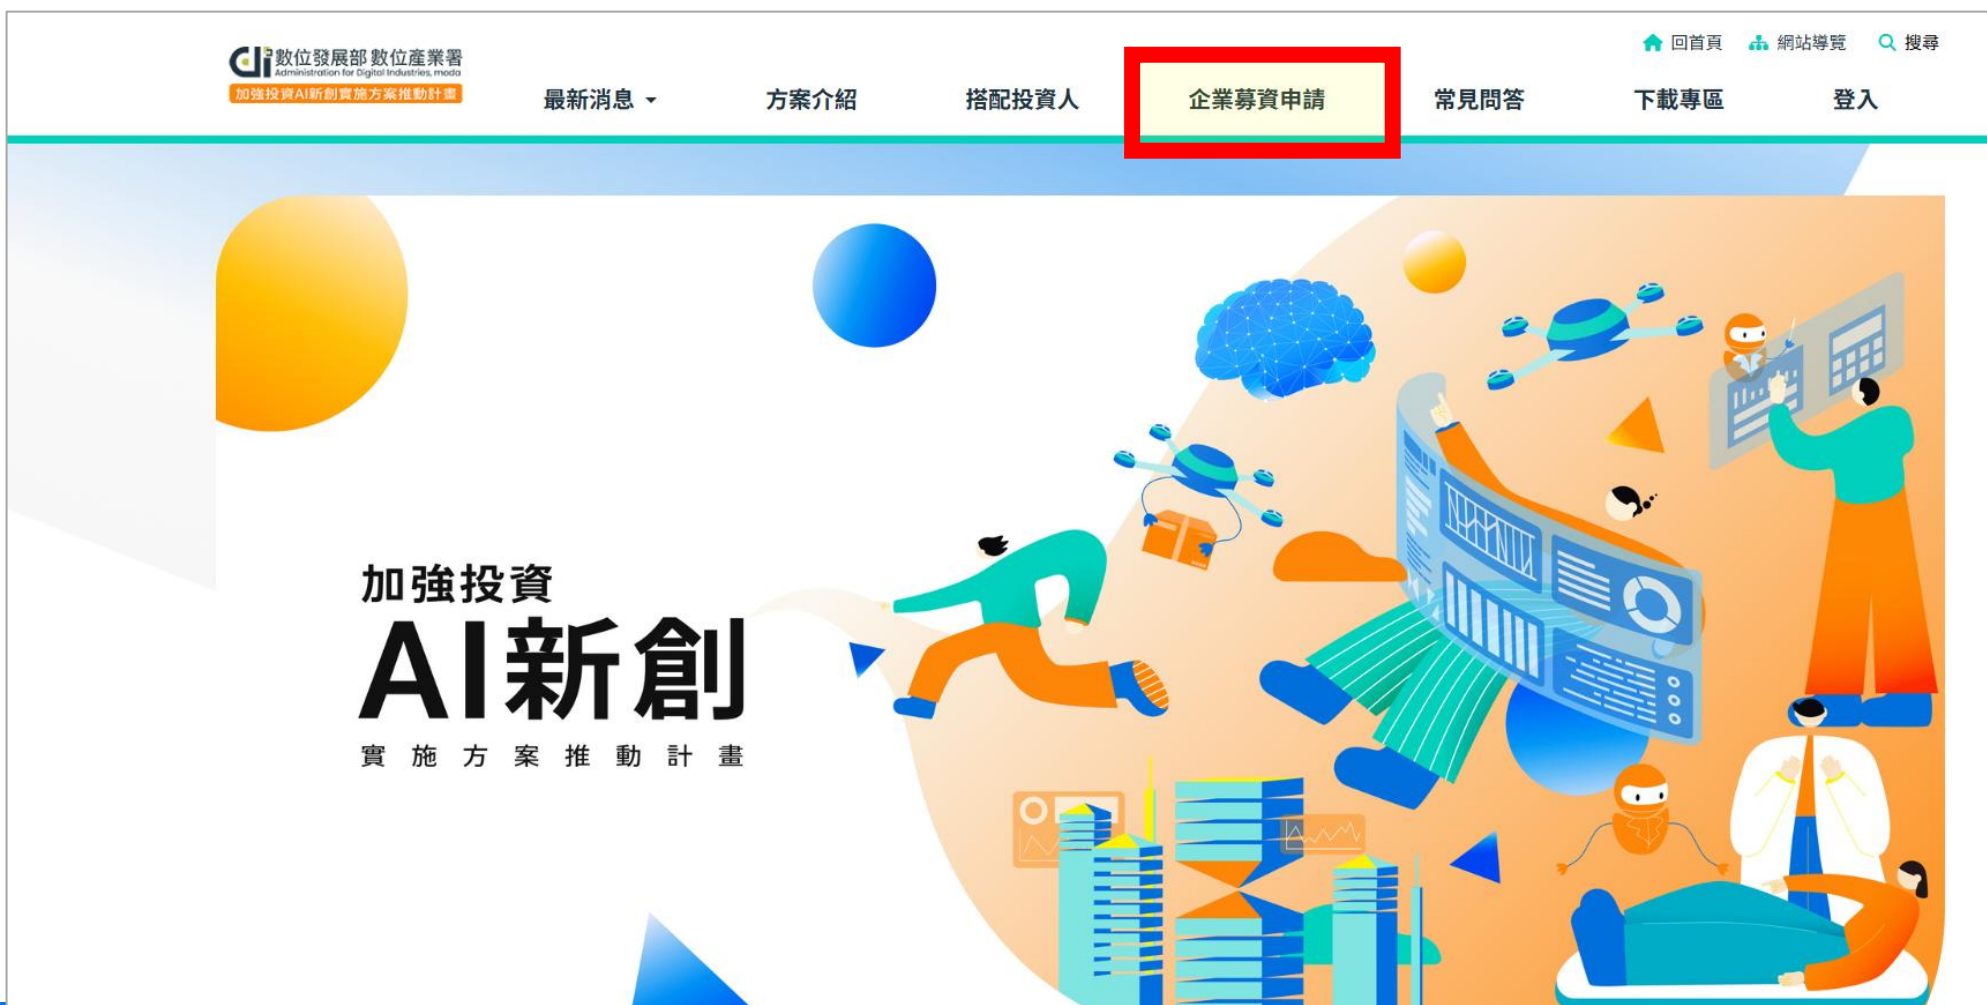 回首頁 網站導覽 搜尋
數位發展部 數位產業署
Administration for Digital Industries, moda
加強投資AI新創實施方案推動計畫
最新消息 方案介紹 搭配投資人 企業募資申請 常見問答 下載專區 登入
加強投資
AI新創
實施方案推動計畫